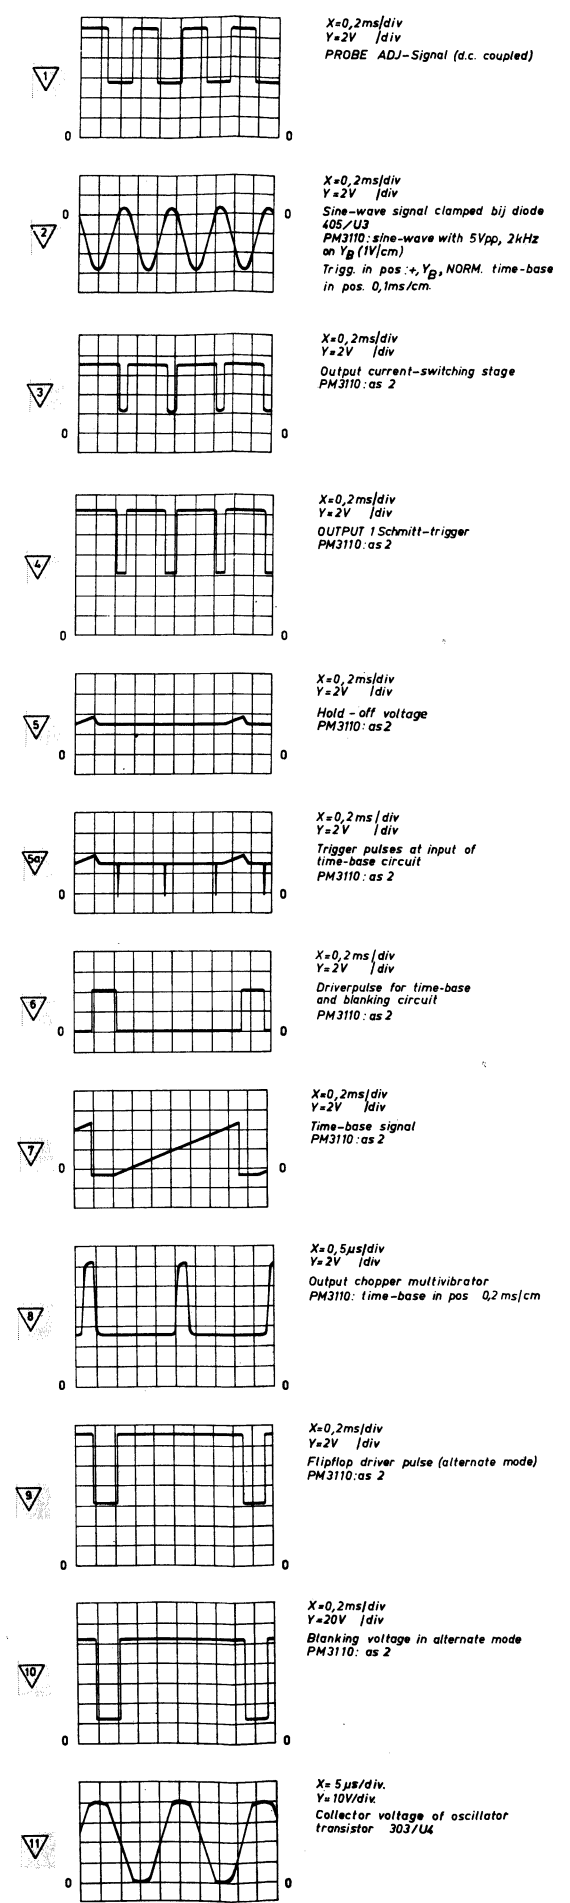 X=0,2ms/div
Y=2V /div
PROBE ADJ-Signal (d.c. coupled)
1
0 0
X=0,2ms/div
Y=2V /div
Sine-wave signal clamped bij diode
405/U3
PM3110: sine-wave with 5Vpp, 2kHz
on YB (1V/cm)
Trigg. in pos :+, YB, NORM. time-base
in pos. 0,1ms/cm.
2
0 0
X=0,2ms/div
Y=2V /div
Output current-switching stage
PM3110: as 2
3
0 0
X=0,2ms/div
Y=2V /div
OUTPUT 1 Schmitt-trigger
PM3110: as 2
4
0 0
X=0,2ms/div
Y=2V /div
Hold-off voltage
PM3110: as 2
5
0 0
X=0,2ms/div
Y=2V /div
Trigger pulses at input of
time-base circuit
PM3110: as 2
5a
0 0
X=0,2ms/div
Y=2V /div
Driverpulse for time-base
and blanking circuit
PM3110: as 2
6
0 0
X=0,2ms/div
Y=2V /div
Time-base signal
PM3110: as 2
7
0 0
X=0,5µs/div
Y=2V /div
Output chopper multivibrator
PM3110: time-base in pos 0,2ms/cm
8
0 0
X=0,2ms/div
Y=2V /div
Flipflop driver pulse (alternate mode)
PM3110: as 2
9
0 0
X=0,2ms/div
Y=20V /div
Blanking voltage in alternate mode
PM3110: as 2
10
0 0
X= 5µs/div.
Y= 10V/div.
Collector voltage of oscillator
transistor 303/U4
11
0 0